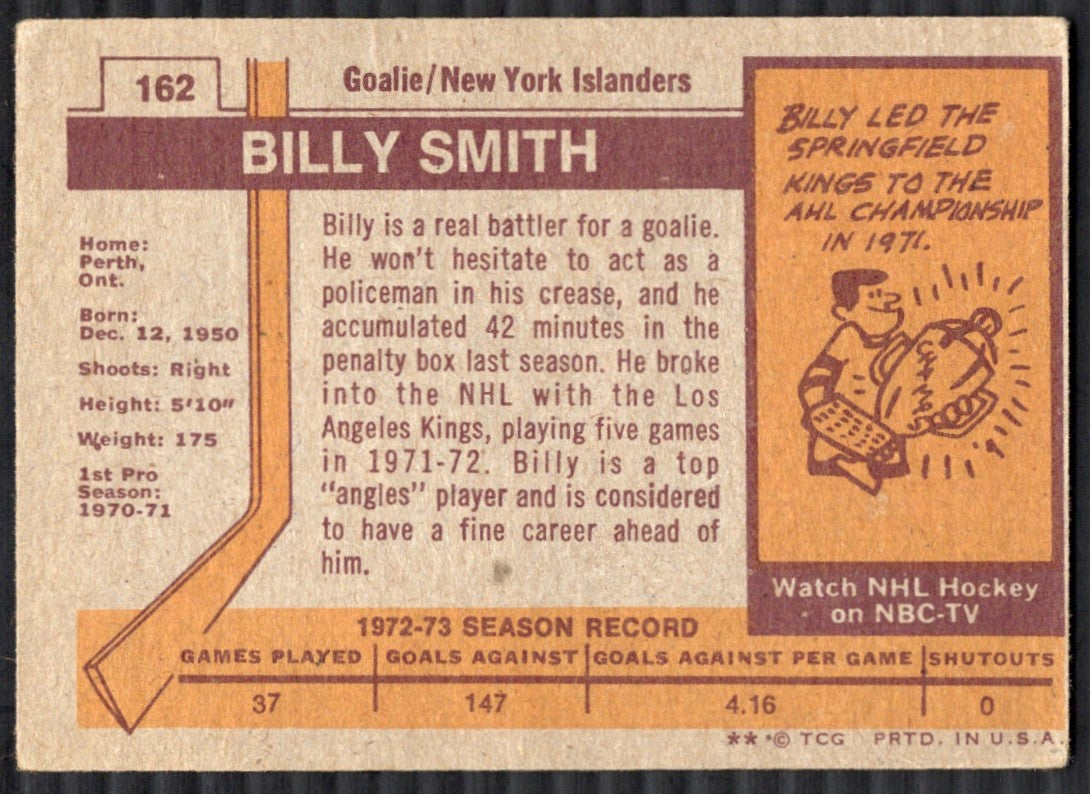 162
Goalie/New York Islanders
BILLY SMITH
Home:
Perth,
Ont.
Born:
Dec. 12, 1950
Shoots: Right
Height: 5'10"
Weight: 175
1st Pro
Season:
1970-71
Billy is a real battler for a goalie.
He won't hesitate to act as a
policeman in his crease, and he
accumulated 42 minutes in the
penalty box last season. He broke
into the NHL with the Los
Angeles Kings, playing five games
in 1971-72. Billy is a top
"angles" player and is considered
to have a fine career ahead of
him.
BILLY LED THE
SPRINGFIELD
KINGS TO THE
AHL CHAMPIONSHIP
IN 1971.
Watch NHL Hockey
on NBC-TV
1972-73 SEASON RECORD
GAMES PLAYED GOALS AGAINST GOALS AGAINST PER GAME SHUTOUTS
37 147 4.16 0
** © TCG PRTD. IN U.S.A.